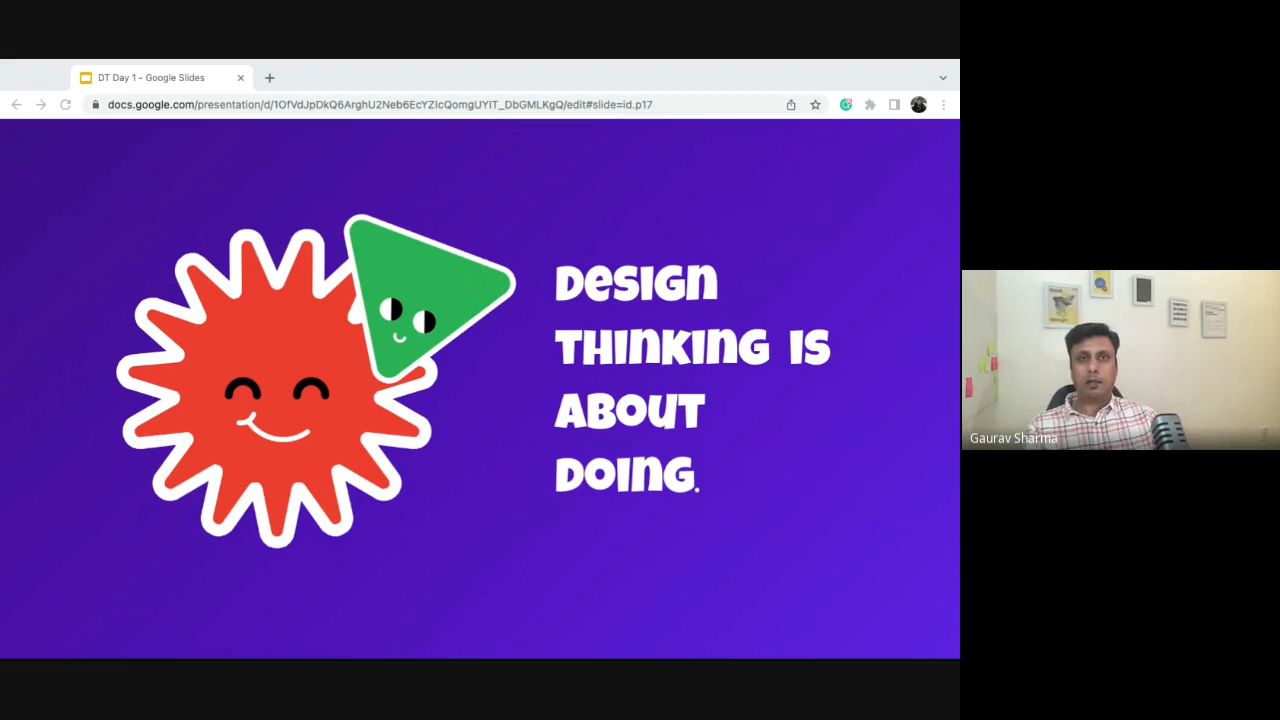 DT Day 1 - Google Slides
docs.google.com/presentation/d/1OfVdJpDkQ6ArghU2Neb6EcYZIcQomgUYIT_DbGMLKgQ/edit#slide=id.p17
DESIGN
THINKING IS
ABOUT
DOING.
Gaurav Sharma